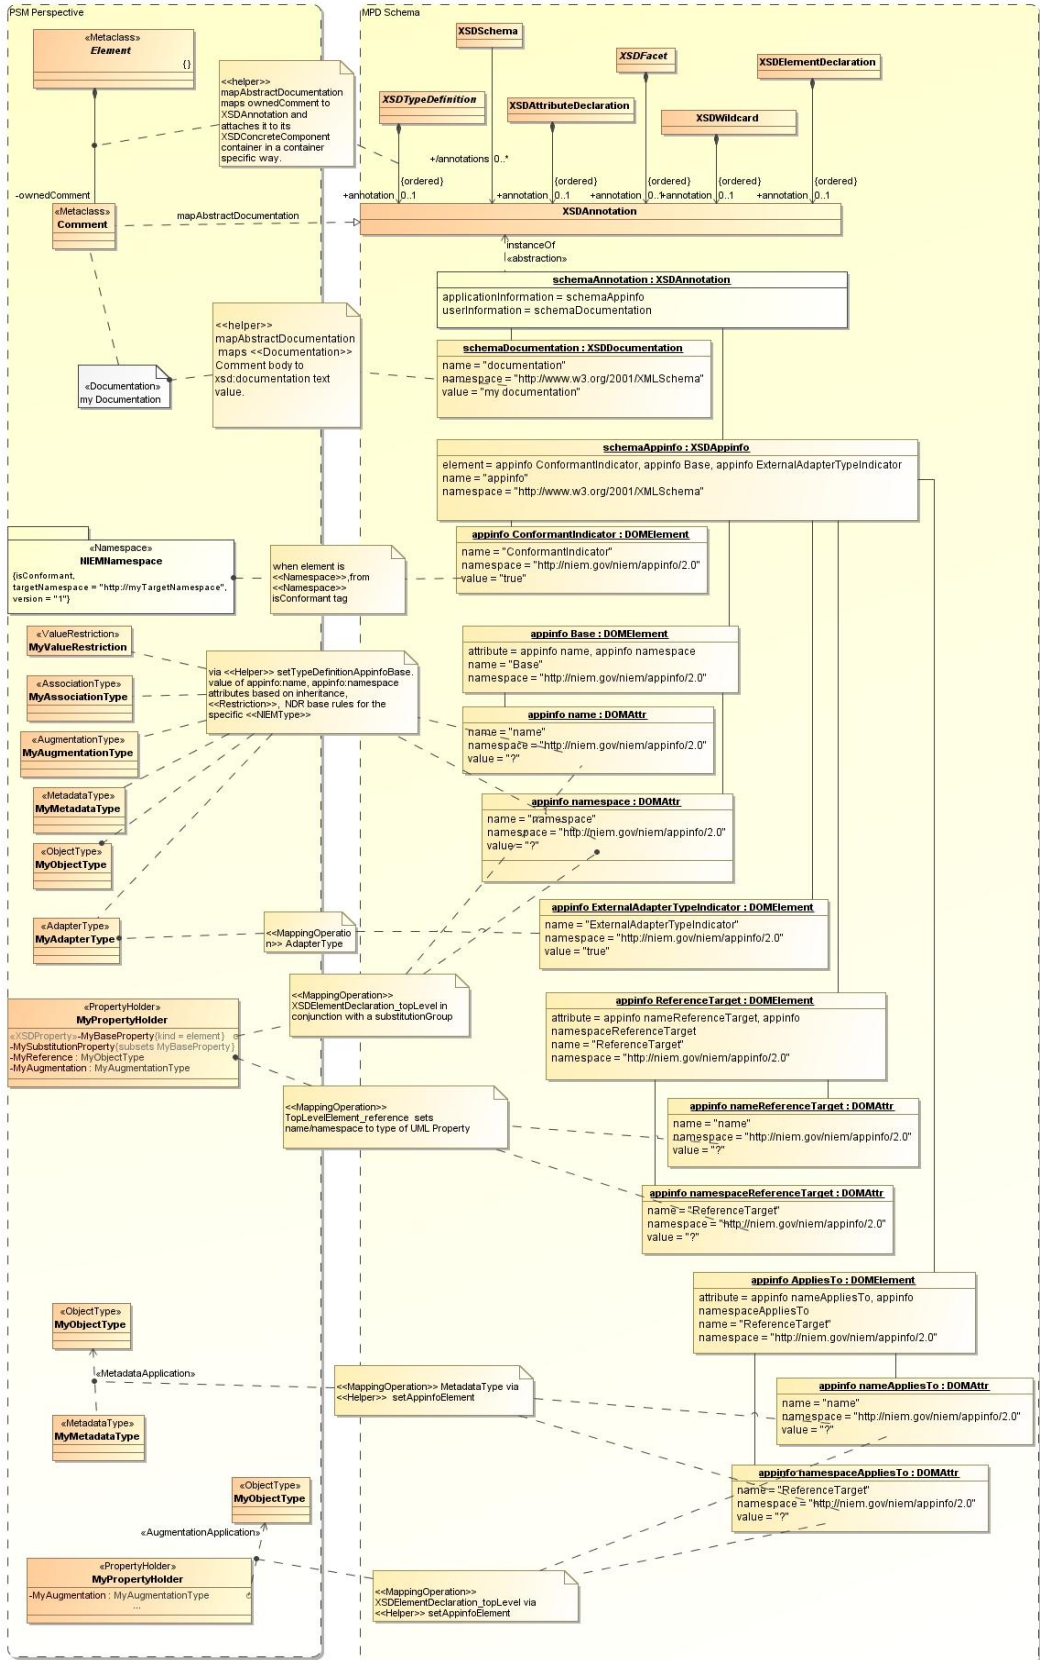 PSM Perspective
MPD Schema
«Metaclass»
Element
{}
XSDSchema
XSDFacet
XSDElementDeclaration
<<helper>>
mapAbstractDocumentation
maps ownedComment to
XSDAnnotation and
attaches it to its
XSDConcreteComponent
container in a container
specific way.
XSDTypeDefinition
XSDAttributeDeclaration
XSDWildcard
+/annotations 0..*
{ordered}
{ordered}
{ordered}
{ordered}
{ordered}
-ownedComment
+annotation 0..1
+annotation 0..1
+annotation 0..1
+annotation 0..1
+annotation 0..1
«Metaclass»
Comment
mapAbstractDocumentation
XSDAnnotation
instanceOf
«abstraction»
schemaAnnotation : XSDAnnotation
applicationInformation = schemaAppinfo
userInformation = schemaDocumentation
<<helper>>
mapAbstractDocumentation
maps <<Documentation>>
Comment body to
xsd:documentation text
value.
schemaDocumentation : XSDDocumentation
name = "documentation"
namespace = "http://www.w3.org/2001/XMLSchema"
value = "my documentation"
«Documentation»
my Documentation
schemaAppinfo : XSDAppinfo
element = appinfo ConformantIndicator, appinfo Base, appinfo ExternalAdapterTypeIndicator
name = "appinfo"
namespace = "http://www.w3.org/2001/XMLSchema"
«Namespace»
NIEMNamespace
{isConformant,
targetNamespace = "http://myTargetNamespace",
version = "1"}
when element is
<<Namespace>>,from
<<Namespace>>
isConformant tag
appinfo ConformantIndicator : DOMElement
name = "ConformantIndicator"
namespace = "http://niem.gov/niem/appinfo/2.0"
value = "true"
«ValueRestriction»
MyValueRestriction
«AssociationType»
MyAssociationType
«AugmentationType»
MyAugmentationType
«MetadataType»
MyMetadataType
«ObjectType»
MyObjectType
«AdapterType»
MyAdapterType
via <<Helper>> setTypeDefinitionAppinfoBase.
value of appinfo:name, appinfo:namespace
attributes based on inheritance,
<<Restriction>>,  NDR base rules for the
specific <<NIEMType>>
appinfo Base : DOMElement
attribute = appinfo name, appinfo namespace
name = "Base"
namespace = "http://niem.gov/niem/appinfo/2.0"
appinfo name : DOMAttr
name = "name"
namespace = "http://niem.gov/niem/appinfo/2.0"
value = "?"
appinfo namespace : DOMAttr
name = "namespace"
namespace = "http://niem.gov/niem/appinfo/2.0"
value = "?"
<<MappingOperatio
n>> AdapterType
appinfo ExternalAdapterTypeIndicator : DOMElement
name = "ExternalAdapterTypeIndicator"
namespace = "http://niem.gov/niem/appinfo/2.0"
value = "true"
<<MappingOperation>>
XSDElementDeclaration_topLevel in
conjunction with a substitutionGroup
«PropertyHolder»
MyPropertyHolder
«XSDProperty»-MyBaseProperty{kind = element}
-MySubstitutionProperty{subsets MyBaseProperty}
-MyReference : MyObjectType
-MyAugmentation : MyAugmentationType
appinfo ReferenceTarget : DOMElement
attribute = appinfo nameReferenceTarget, appinfo
namespaceReferenceTarget
name = "ReferenceTarget"
namespace = "http://niem.gov/niem/appinfo/2.0"
<<MappingOperation>>
TopLevelElement_reference  sets
name/namespace to type of UML Property
appinfo nameReferenceTarget : DOMAttr
name = "name"
namespace = "http://niem.gov/niem/appinfo/2.0"
value = "?"
appinfo namespaceReferenceTarget : DOMAttr
name = "ReferenceTarget"
namespace = "http://niem.gov/niem/appinfo/2.0"
value = "?"
appinfo AppliesTo : DOMElement
attribute = appinfo nameAppliesTo, appinfo
namespaceAppliesTo
name = "ReferenceTarget"
namespace = "http://niem.gov/niem/appinfo/2.0"
«ObjectType»
MyObjectType
«MetadataApplication»
«MetadataType»
MyMetadataType
<<MappingOperation>> MetadataType via
<<Helper>>  setAppinfoElement
appinfo nameAppliesTo : DOMAttr
name = "name"
namespace = "http://niem.gov/niem/appinfo/2.0"
value = "?"
appinfo namespaceAppliesTo : DOMAttr
name = "ReferenceTarget"
namespace = "http://niem.gov/niem/appinfo/2.0"
value = "?"
«ObjectType»
MyObjectType
«AugmentationApplication»
«PropertyHolder»
MyPropertyHolder
-MyAugmentation : MyAugmentationType
...
<<MappingOperation>>
XSDElementDeclaration_topLevel via
<<Helper>> setAppinfoElement